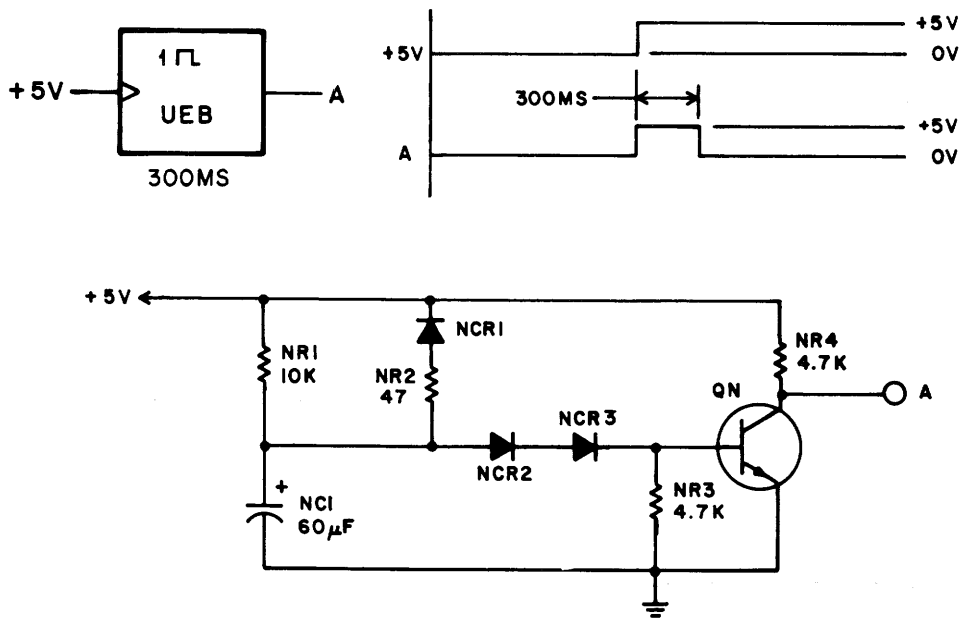 1
+5V
UEB
A
300MS
+5V
+5V
0V
300MS
+5V
A
0V
+5V
NCR1
NR1
10K
NR2
47
NR4
4.7K
QN
A
NCR3
NCR2
+
NC1
60μF
NR3
4.7K